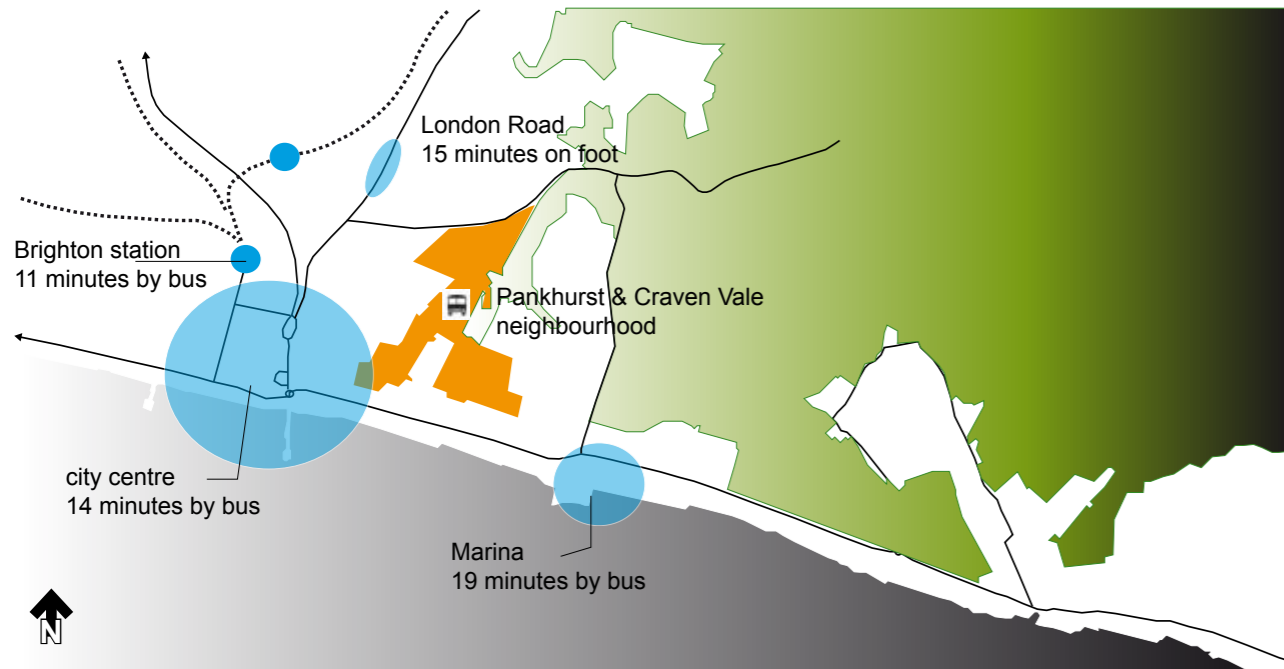 London Road
15 minutes on foot
Brighton station
11 minutes by bus
Pankhurst & Craven Vale
neighbourhood
city centre
14 minutes by bus
Marina
19 minutes by bus
N